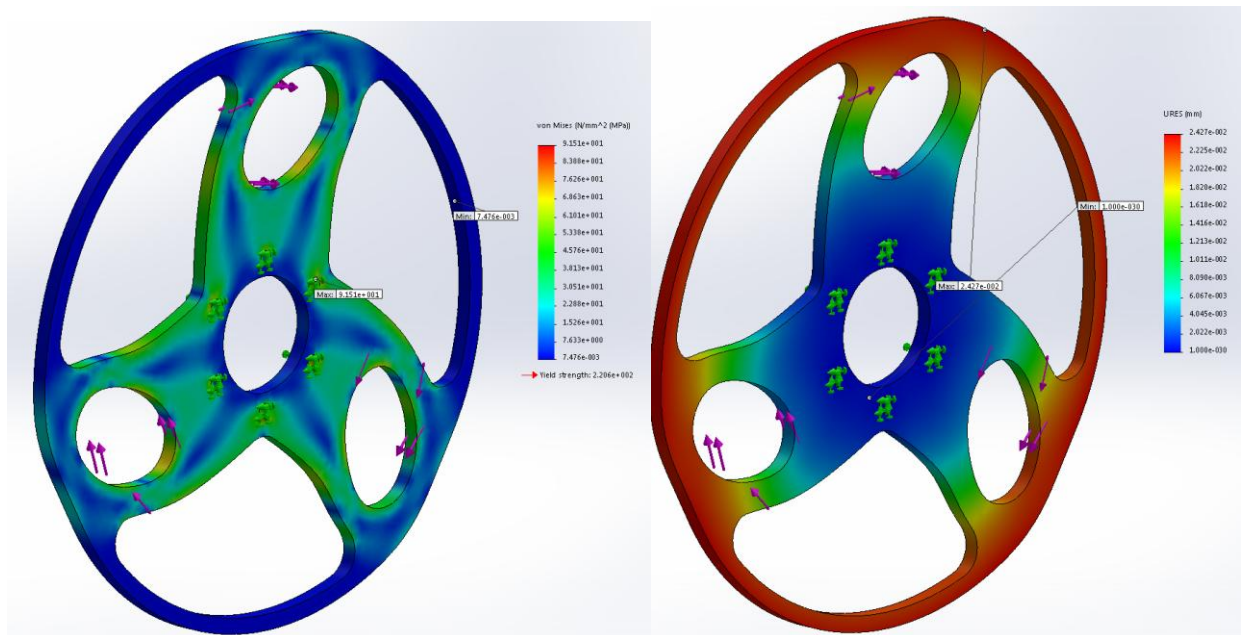 von Mises (N/mm^2 (MPa))
9.151e+001
8.388e+001
7.626e+001
6.863e+001
6.101e+001
5.338e+001
4.576e+001
3.813e+001
3.051e+001
2.288e+001
1.526e+001
7.633e+000
7.476e-003
Yield strength: 2.206e+002
Min: 7.476e-003
Max: 9.151e+001
URES (mm)
2.427e-002
2.225e-002
2.022e-002
1.820e-002
1.618e-002
1.416e-002
1.213e-002
1.011e-002
8.090e-003
6.067e-003
4.045e-003
2.022e-003
1.000e-030
Min: 1.000e-030
Max: 2.427e-002